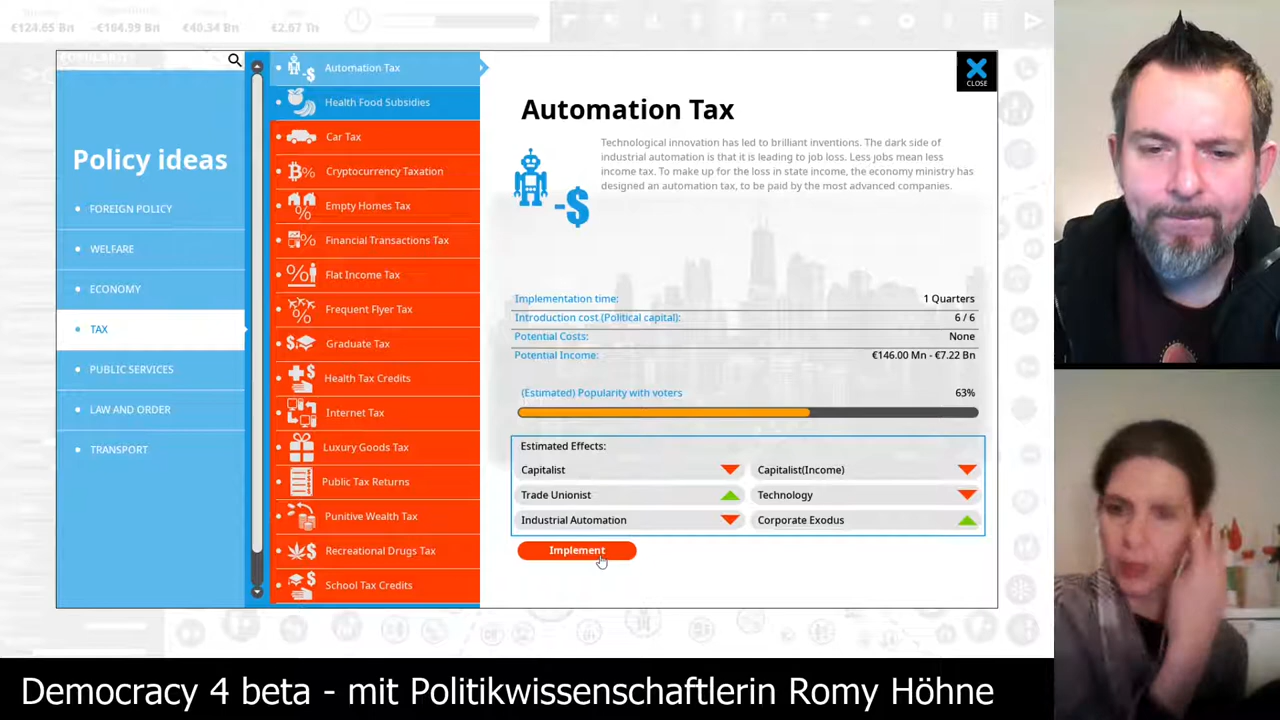 €124.65 Bn
-€164.99 Bn
€40.34 Bn
€2.67 Tn
Policy ideas
FOREIGN POLICY
WELFARE
ECONOMY
TAX
PUBLIC SERVICES
LAW AND ORDER
TRANSPORT
Automation Tax
Health Food Subsidies
Car Tax
Cryptocurrency Taxation
Empty Homes Tax
Financial Transactions Tax
Flat Income Tax
Frequent Flyer Tax
Graduate Tax
Health Tax Credits
Internet Tax
Luxury Goods Tax
Public Tax Returns
Punitive Wealth Tax
Recreational Drugs Tax
School Tax Credits
CLOSE
Automation Tax
Technological innovation has led to brilliant inventions. The dark side of
industrial automation is that it is leading to job loss. Less jobs mean less
income tax. To make up for the loss in state income, the economy ministry has
designed an automation tax, to be paid by the most advanced companies.
Implementation time: 1 Quarters
Introduction cost (Political capital): 6 / 6
Potential Costs: None
Potential Income: €146.00 Mn - €7.22 Bn
(Estimated) Popularity with voters 63%
Estimated Effects:
Capitalist Capitalist(Income)
Trade Unionist Technology
Industrial Automation Corporate Exodus
Implement
Democracy 4 beta - mit Politikwissenschaftlerin Romy Höhne